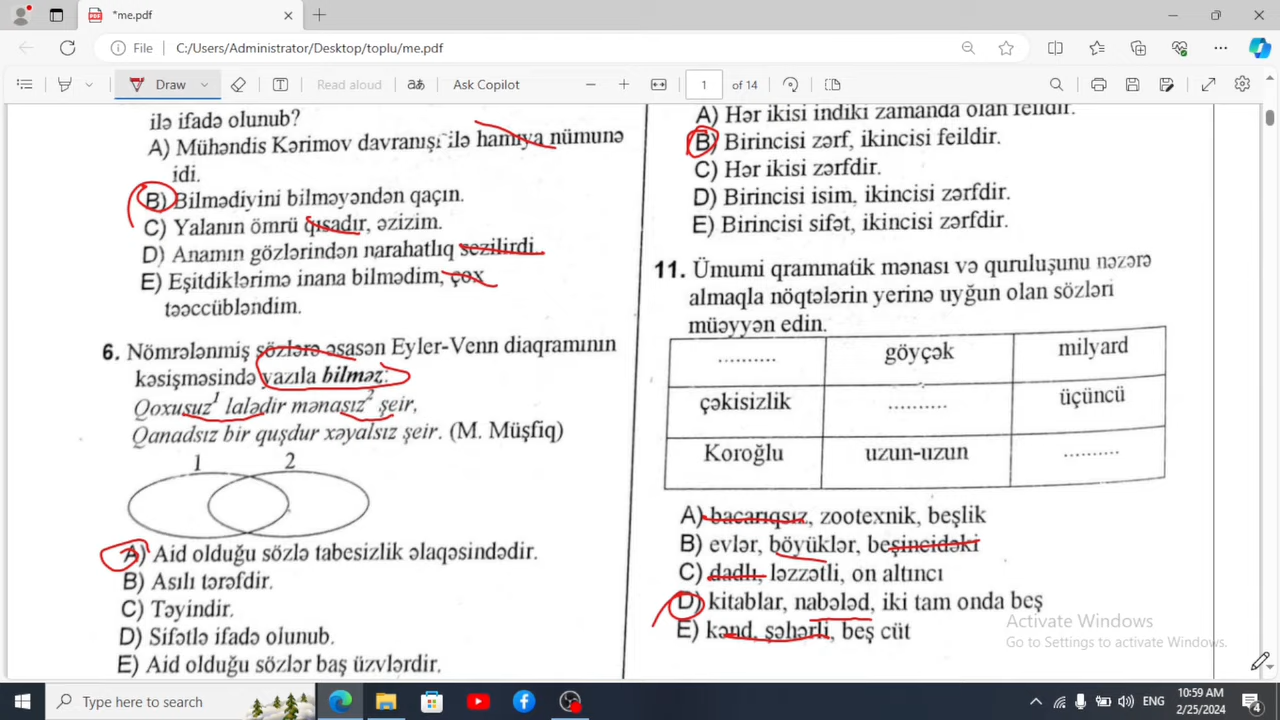 *me.pdf
File
C:/Users/Administrator/Desktop/toplu/me.pdf
Draw
Read aloud
aあ
Ask Copilot
1
of 14
ilə ifadə olunub?
A) Mühəndis Kərimov davranışı ilə hamıya nümunə
idi.
B) Bilmədiyini bilməyəndən qaçın.
C) Yalanın ömrü qısadır, əzizim.
D) Anamın gözlərindən narahatlıq sezilirdi.
E) Eşitdiklərimə inana bilmədim, çox
təəccübləndim.
6. Nömrələnmiş sözlərə əsasən Eyler-Venn diaqramının
kəsişməsində yazıla bilməz:
Qoxusuz¹ lalədir mənasız² şeir,
Qanadsız bir quşdur xəyalsız şeir. (M. Müşfiq)
1
2
A) Aid olduğu sözlə tabesizlik əlaqəsindədir.
B) Asılı tərəfdir.
C) Təyindir.
D) Sifətlə ifadə olunub.
E) Aid olduğu sözlər baş üzvlərdir.
A) Hər ikisi indiki zamanda olan feildir.
B) Birincisi zərf, ikincisi feildir.
C) Hər ikisi zərfdir.
D) Birincisi isim, ikincisi zərfdir.
E) Birincisi sifət, ikincisi zərfdir.
11. Ümumi qrammatik mənası və quruluşunu nəzərə
almaqla nöqtələrin yerinə uyğun olan sözləri
müəyyən edin.
.......... göyçək milyard
çəkisizlik .......... üçüncü
Koroğlu uzun-uzun ..........
A) bacarıqsız, zootexnik, beşlik
B) evlər, böyüklər, beşincidəki
C) dadlı, ləzzətli, on altıncı
D) kitablar, nabələd, iki tam onda beş
E) kənd, şəhərli, beş cüt
Activate Windows
Go to Settings to activate Windows.
Type here to search
ENG
10:59 AM
2/25/2024
4